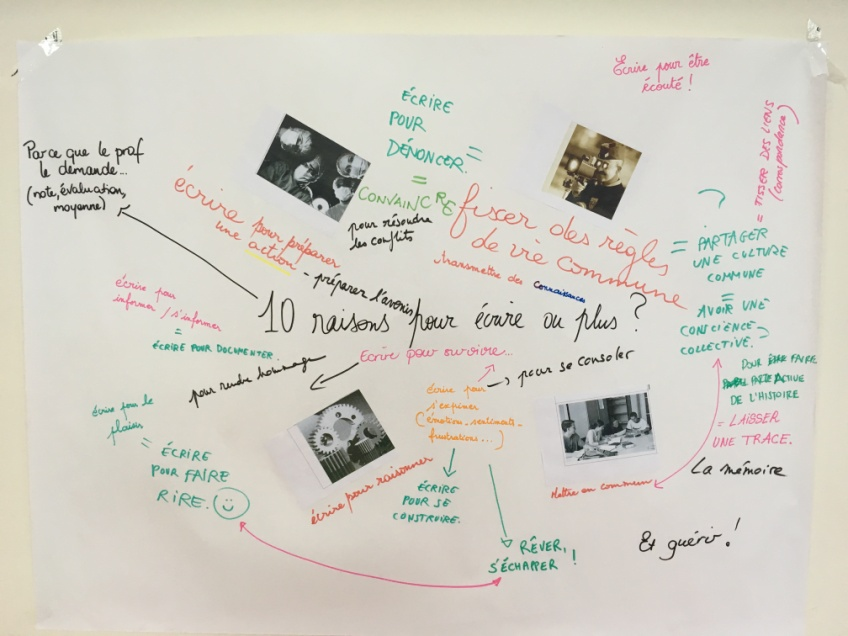 Écrire pour être
écouté !
ÉCRIRE
POUR
DÉNONCER.
=
=
CONVAINCRE
pour résoudre
les conflits
Parce que le prof
le demande...
(note, évaluation,
moyenne)
écrire pour préparer
une action
- préparer l'avenir
fixer des règles
de vie commune
transmettre des connaissances
= TISSER DES LIENS
(correspondance)
= PARTAGER
UNE CULTURE
COMMUNE
=
AVOIR UNE
CONSCIENCE
COLLECTIVE.
10 raisons pour écrire ou plus ?
écrire pour
informer / s'informer
=
ÉCRIRE POUR DOCUMENTER.
Écrire pour survivre...
pour rendre hommage
→ pour se consoler
écrire pour
s'exprimer
(émotion - sentiments -
frustrations...)
POUR ÊTRE FAIRE
PARTE ACTIVE
DE L'HISTOIRE
= LAISSER
UNE TRACE.
La mémoire
écrire pour le
plaisir
= ÉCRIRE
POUR FAIRE
RIRE.
écrire pour raisonner
ÉCRIRE
POUR SE
CONSTRUIRE.
Mettre en commun
RÊVER,
S'ÉCHAPPER !
Et guérir !